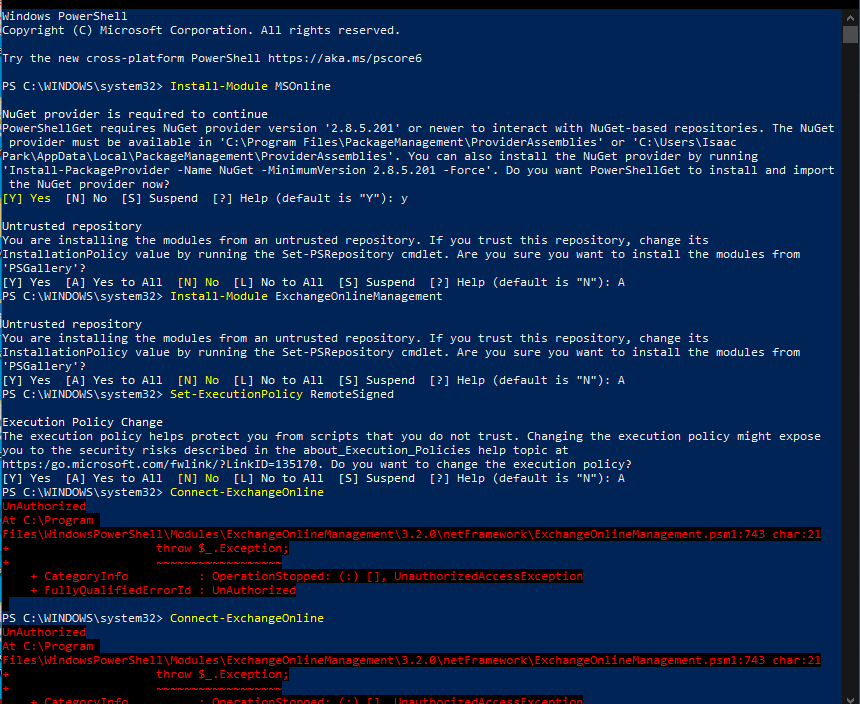 Windows PowerShell
Copyright (C) Microsoft Corporation. All rights reserved.
Try the new cross-platform PowerShell https://aka.ms/pscore6
PS C:\WINDOWS\system32> Install-Module MSOnline
NuGet provider is required to continue
PowerShellGet requires NuGet provider version '2.8.5.201' or newer to interact with NuGet-based repositories. The NuGet
provider must be available in 'C:\Program Files\PackageManagement\ProviderAssemblies' or 'C:\Users\Isaac
Park\AppData\Local\PackageManagement\ProviderAssemblies'. You can also install the NuGet provider by running
'Install-PackageProvider -Name NuGet -MinimumVersion 2.8.5.201 -Force'. Do you want PowerShellGet to install and import
the NuGet provider now?
[Y] Yes  [N] No  [S] Suspend  [?] Help (default is "Y"): y
Untrusted repository
You are installing the modules from an untrusted repository. If you trust this repository, change its
InstallationPolicy value by running the Set-PSRepository cmdlet. Are you sure you want to install the modules from
'PSGallery'?
[Y] Yes  [A] Yes to All  [N] No  [L] No to All  [S] Suspend  [?] Help (default is "N"): A
PS C:\WINDOWS\system32> Install-Module ExchangeOnlineManagement
Untrusted repository
You are installing the modules from an untrusted repository. If you trust this repository, change its
InstallationPolicy value by running the Set-PSRepository cmdlet. Are you sure you want to install the modules from
'PSGallery'?
[Y] Yes  [A] Yes to All  [N] No  [L] No to All  [S] Suspend  [?] Help (default is "N"): A
PS C:\WINDOWS\system32> Set-ExecutionPolicy RemoteSigned
Execution Policy Change
The execution policy helps protect you from scripts that you do not trust. Changing the execution policy might expose
you to the security risks described in the about_Execution_Policies help topic at
https:/go.microsoft.com/fwlink/?LinkID=135170. Do you want to change the execution policy?
[Y] Yes  [A] Yes to All  [N] No  [L] No to All  [S] Suspend  [?] Help (default is "N"): A
PS C:\WINDOWS\system32> Connect-ExchangeOnline
UnAuthorized
At C:\Program
Files\WindowsPowerShell\Modules\ExchangeOnlineManagement\3.2.0\netFramework\ExchangeOnlineManagement.psm1:743 char:21
+                     throw $_.Exception;
+                     ~~~~~~~~~~~~~~~~~~
    + CategoryInfo          : OperationStopped: (:) [], UnauthorizedAccessException
    + FullyQualifiedErrorId : UnAuthorized
PS C:\WINDOWS\system32> Connect-ExchangeOnline
UnAuthorized
At C:\Program
Files\WindowsPowerShell\Modules\ExchangeOnlineManagement\3.2.0\netFramework\ExchangeOnlineManagement.psm1:743 char:21
+                     throw $_.Exception;
+                     ~~~~~~~~~~~~~~~~~~
    + CategoryInfo          : OperationStopped: (:) [], UnauthorizedAccessException